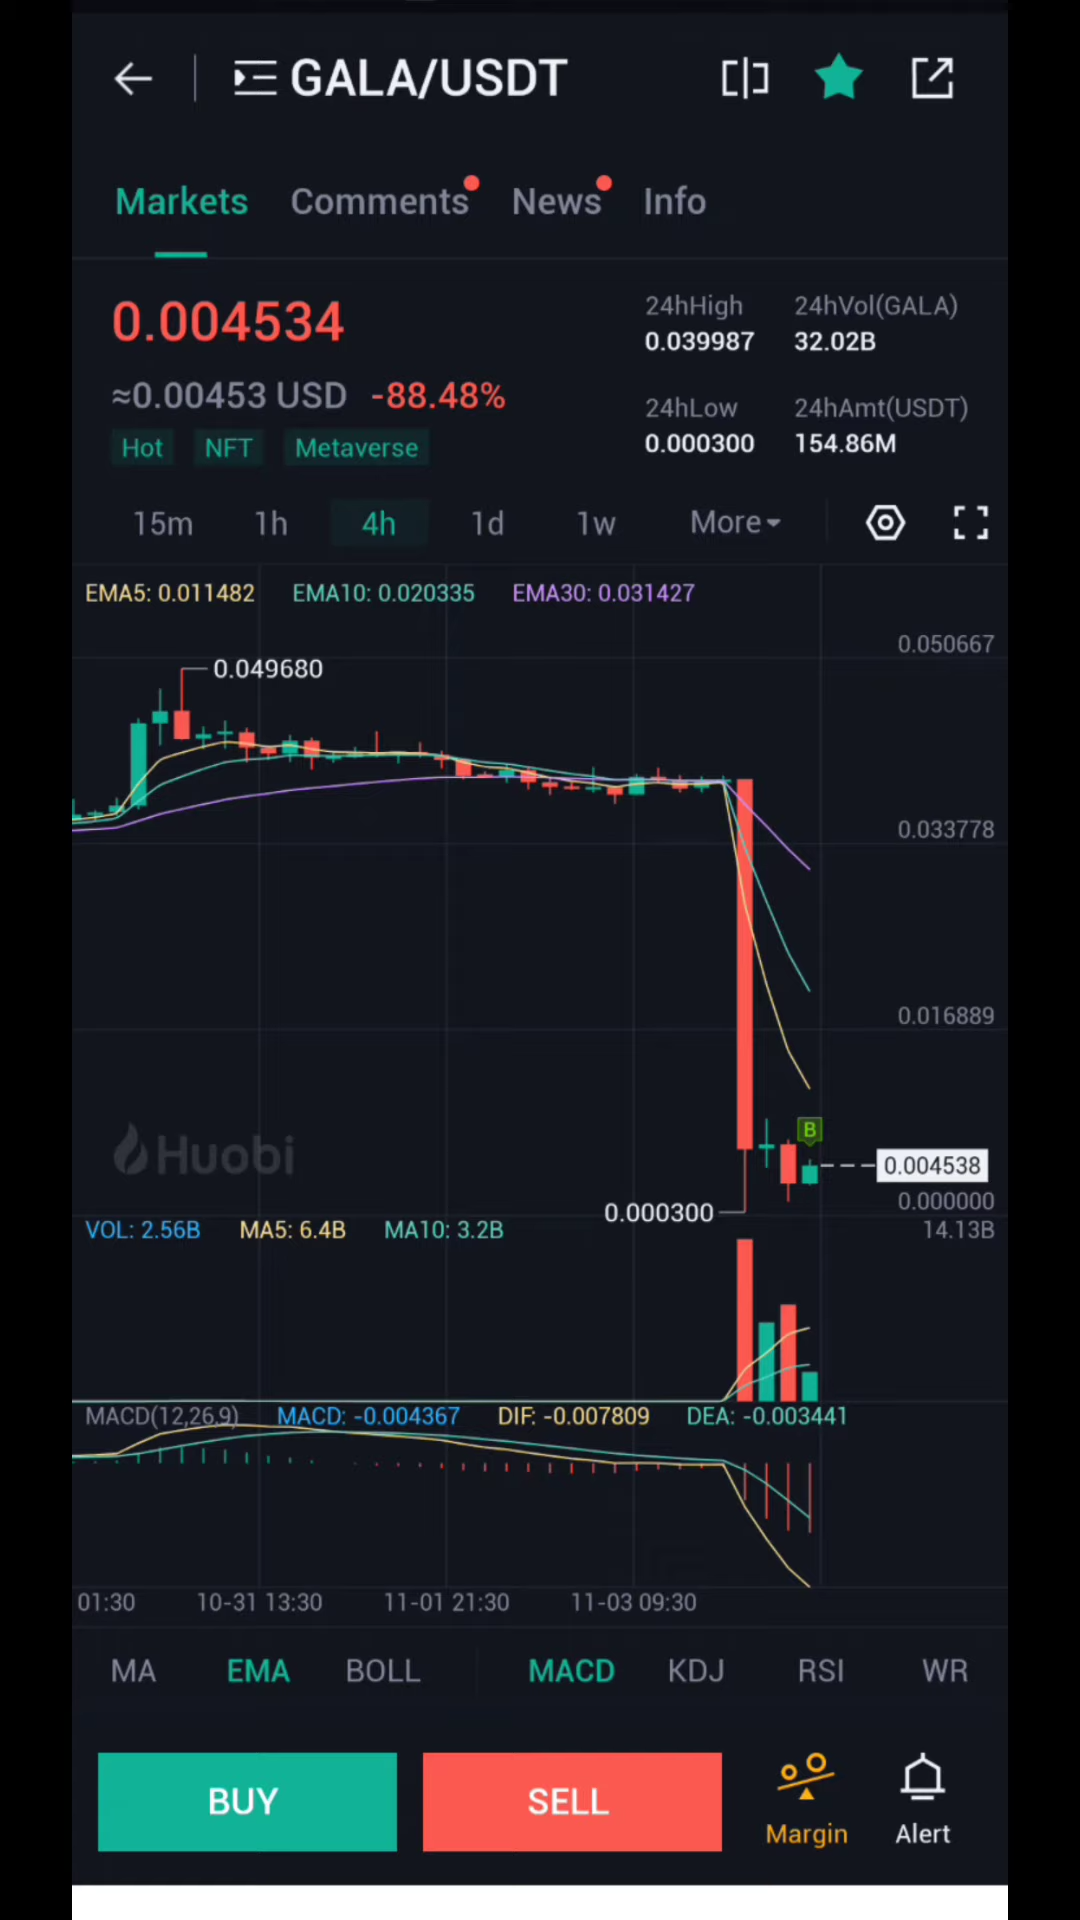 GALA/USDT
Markets Comments News Info
0.004534
≈0.00453 USD -88.48%
Hot NFT Metaverse
24hHigh 24hVol(GALA)
0.039987 32.02B
24hLow 24hAmt(USDT)
0.000300 154.86M
15m 1h 4h 1d 1w More
EMA5: 0.011482 EMA10: 0.020335 EMA30: 0.031427
0.050667
0.049680
0.033778
0.016889
B
Huobi
0.004538
0.000000
0.000300
VOL: 2.56B MA5: 6.4B MA10: 3.2B 14.13B
MACD(12,26,9) MACD: -0.004367 DIF: -0.007809 DEA: -0.003441
01:30 10-31 13:30 11-01 21:30 11-03 09:30
MA EMA BOLL MACD KDJ RSI WR
BUY SELL Margin Alert